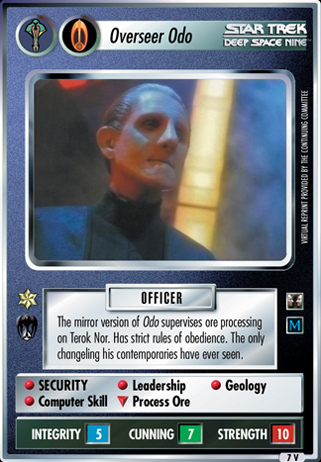 Overseer Odo
STAR TREK
DEEP SPACE NINE
VIRTUAL REPRINT PROVIDED BY THE CONTINUING COMMITTEE
OFFICER
The mirror version of Odo supervises ore processing
on Terok Nor. Has strict rules of obedience. The only
changeling his contemporaries have ever seen.
M
SECURITY Leadership Geology
Computer Skill Process Ore
INTEGRITY 5 CUNNING 7 STRENGTH 10
7 V